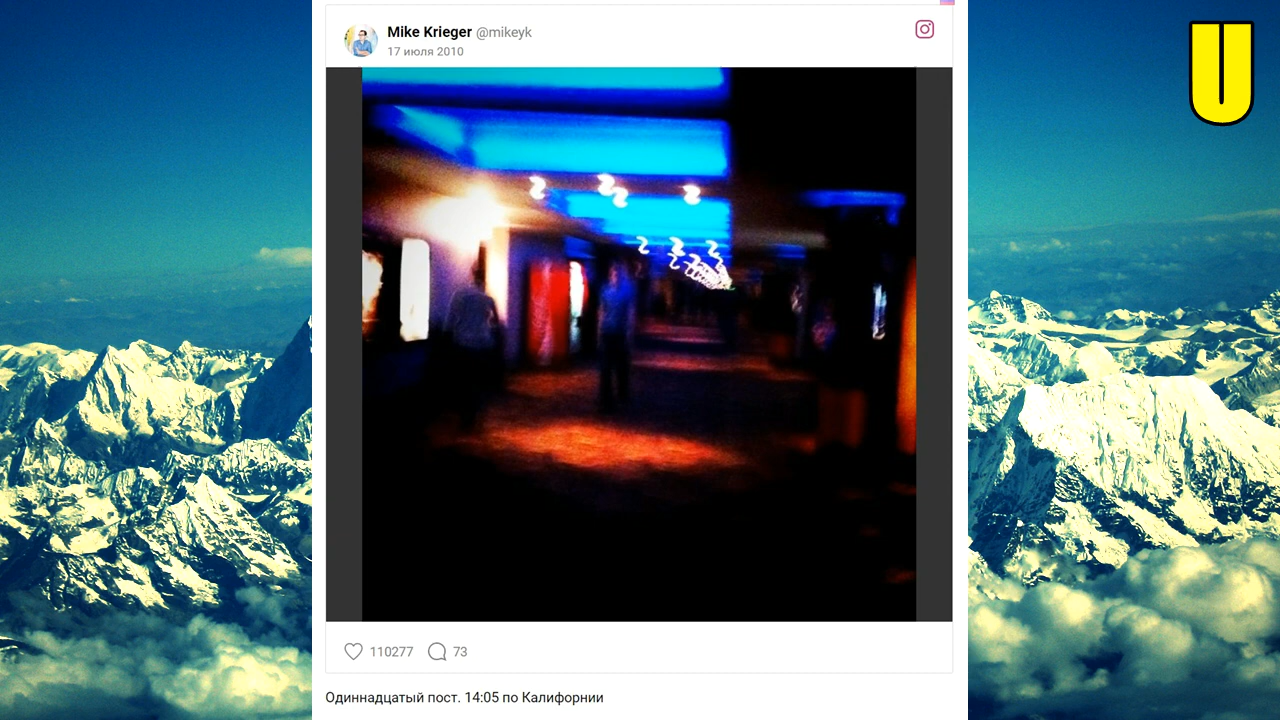 Mike Krieger @mikeyk
17 июля 2010
U
110277 73
Одиннадцатый пост. 14:05 по Калифорнии